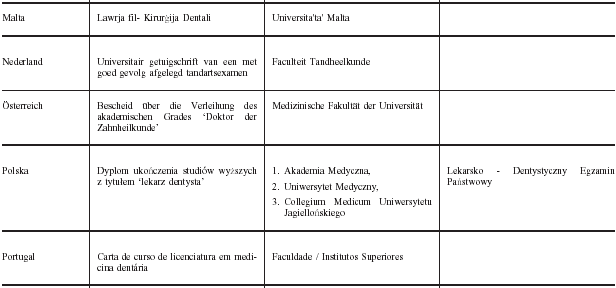 Malta Lawrja fil- Kirurġija Dentali Universita'ta' Malta
Nederland Universitair getuigschrift van een met Faculteit Tandheelkunde
goed gevolg afgelegd tandartsexamen
Österreich Bescheid über die Verleihung des Medizinische Fakultät der Universität
akademischen Grades ‘Doktor der
Zahnheilkunde’
Polska Dyplom ukończenia studiów wyższych 1. Akademia Medyczna, Lekarsko - Dentystyczny Egzamin
z tytułem ‘lekarz dentysta’ 2. Uniwersytet Medyczny, Państwowy
3. Collegium Medicum Uniwersytetu
Jagiellońskiego
Portugal Carta de curso de licenciatura em medi- Faculdade / Institutos Superiores
cina dentária